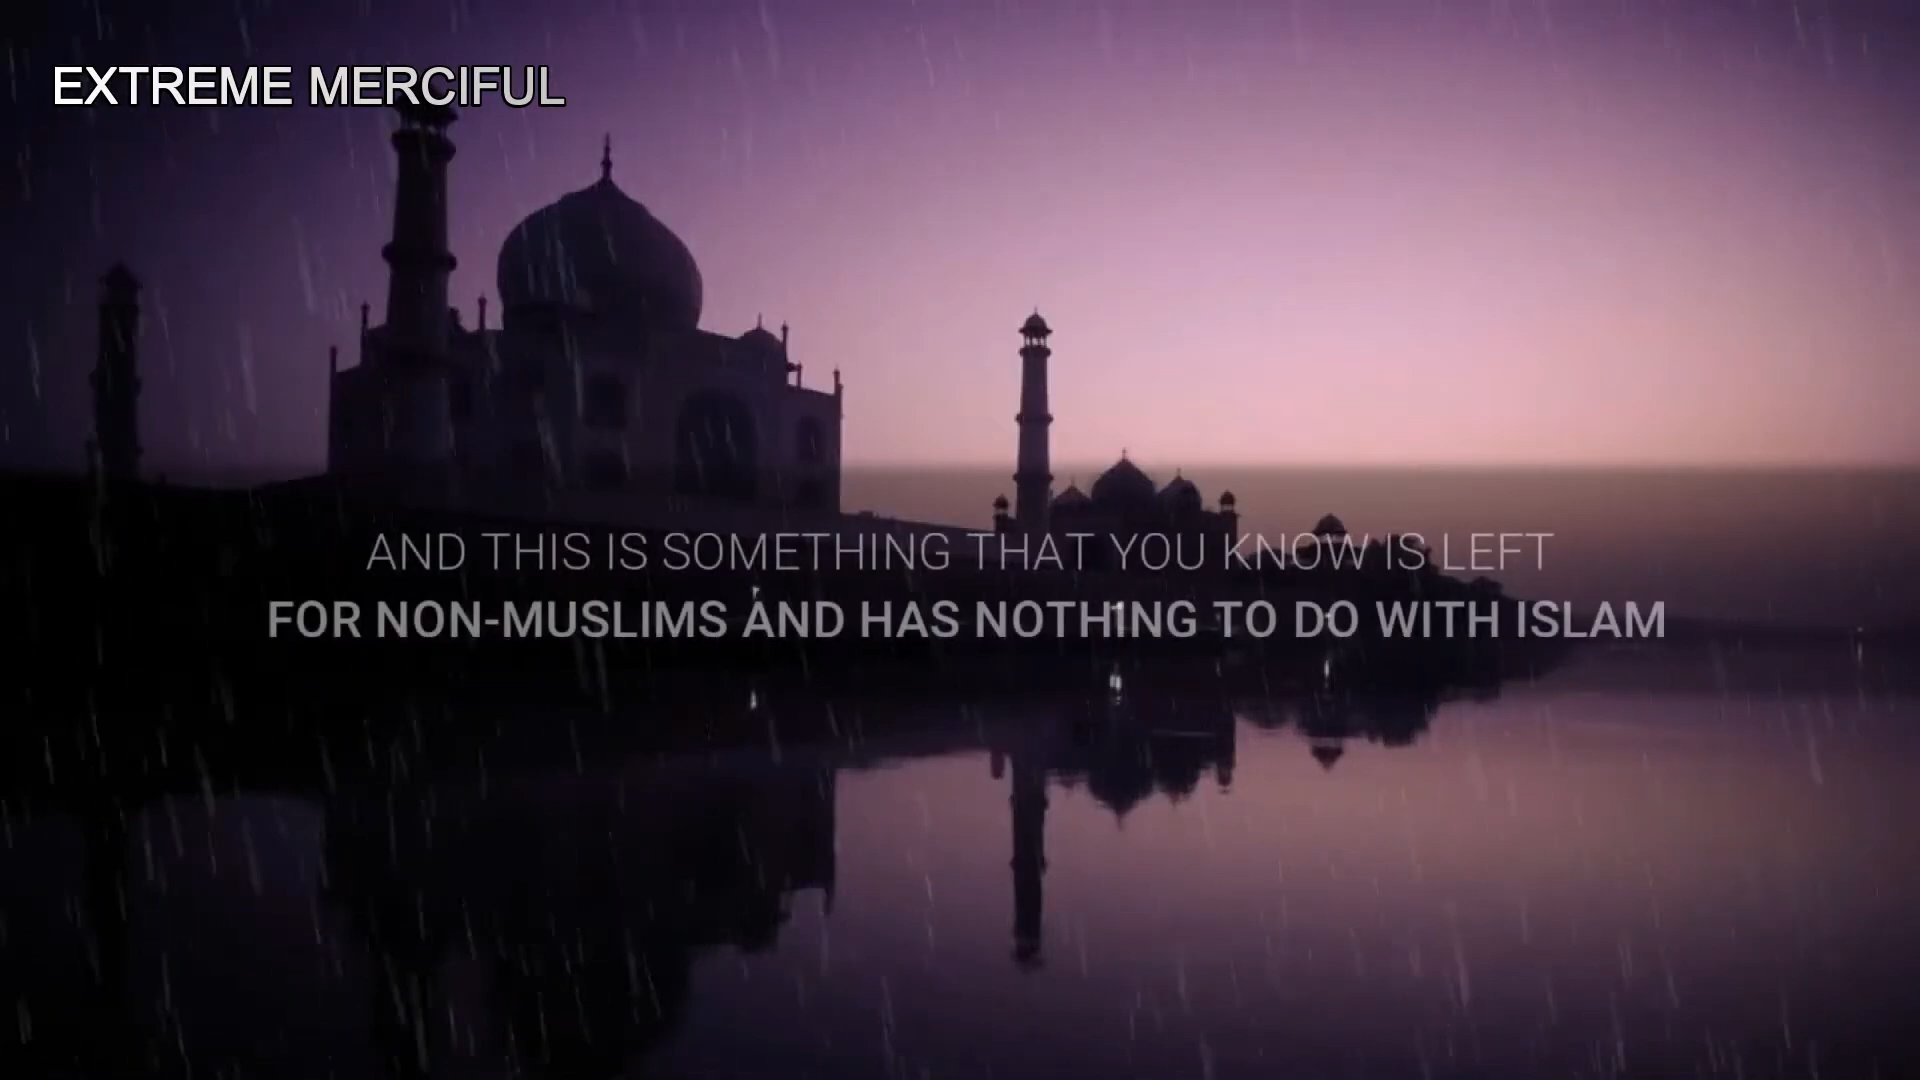 EXTREME MERCIFUL
AND THIS IS SOMETHING THAT YOU KNOW IS LEFT
FOR NON-MUSLIMS AND HAS NOTHING TO DO WITH ISLAM